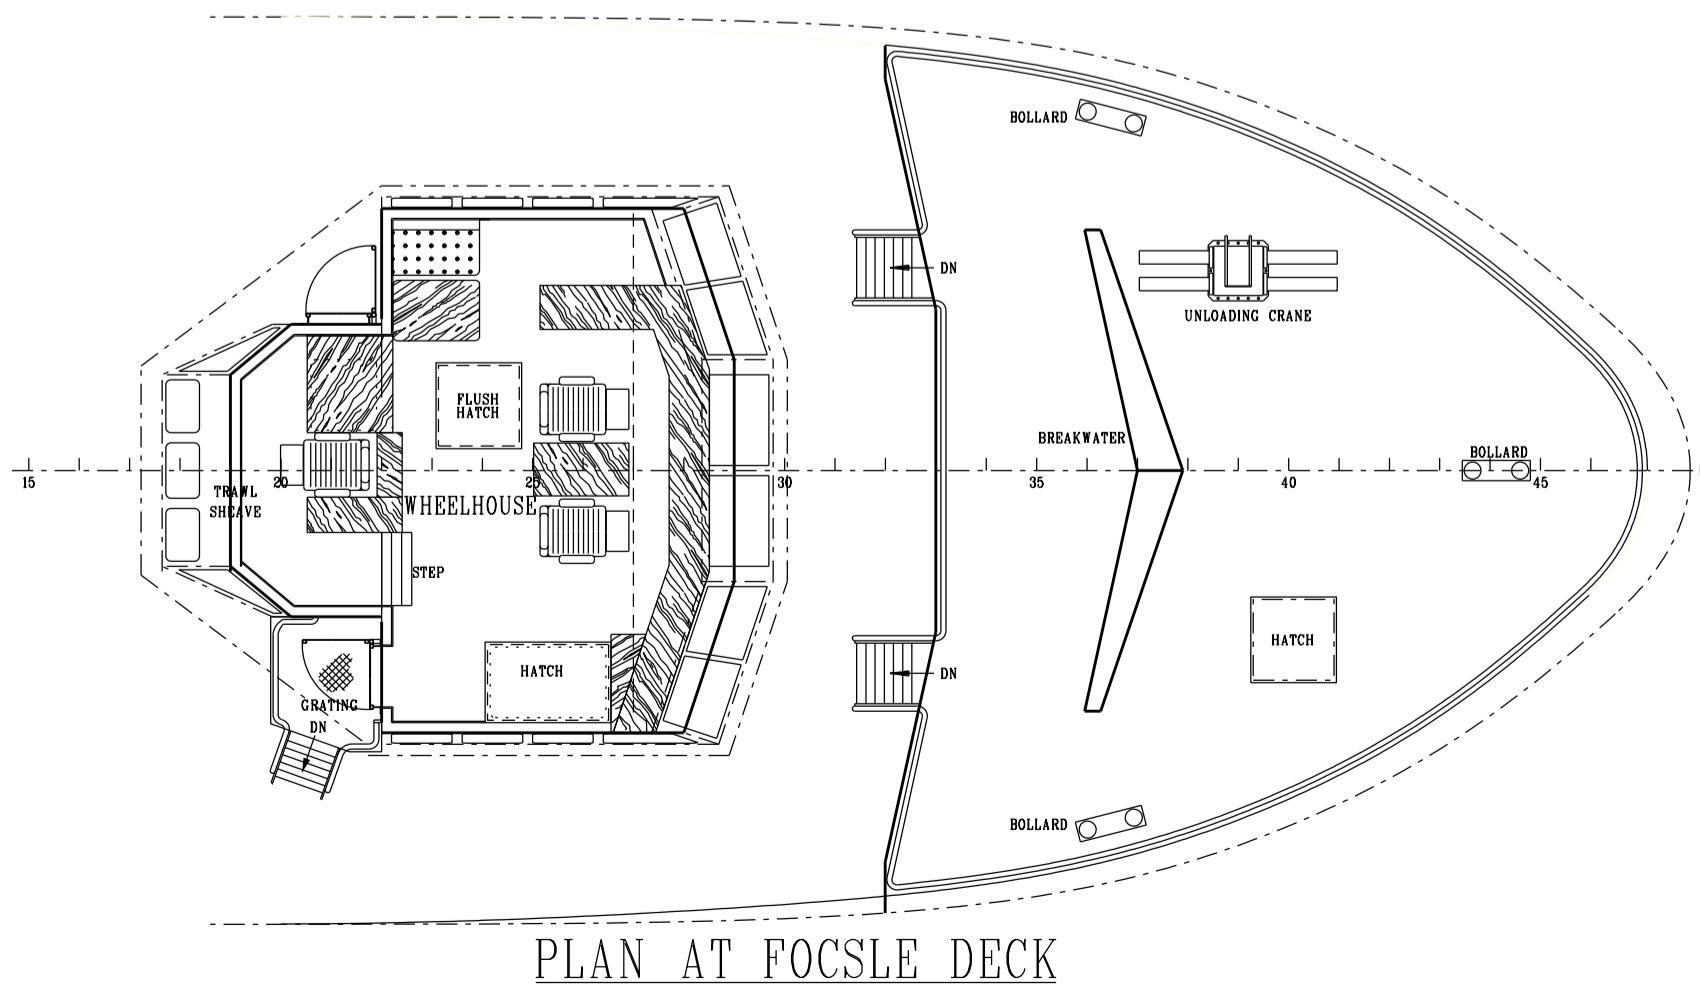 BOLLARD
DN
UNLOADING CRANE
FLUSH
HATCH
BREAKWATER
BOLLARD
15
20
25
30
35
40
45
TRAWL
SHEAVE
WHEELHOUSE
STEP
HATCH
HATCH
DN
GRATING
DN
BOLLARD
PLAN AT FOCSLE DECK